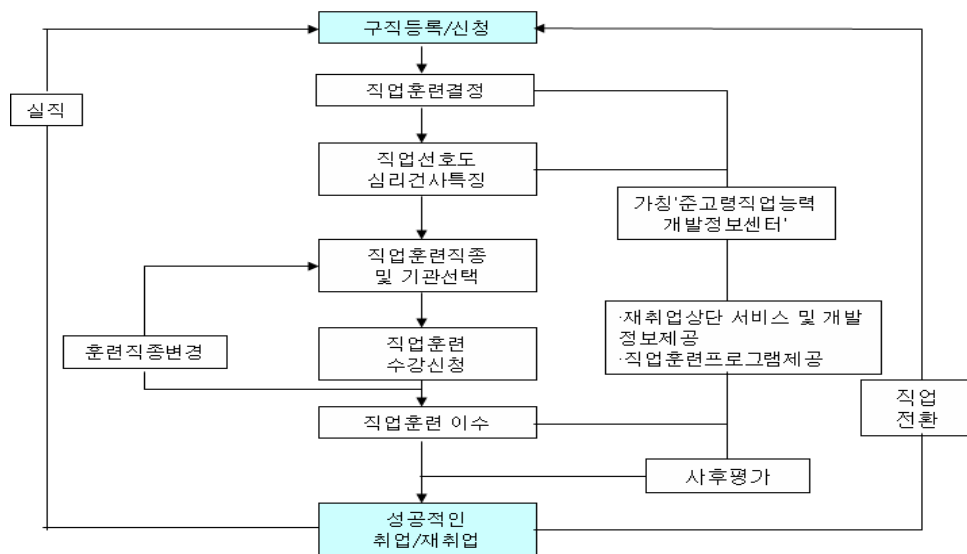 구직등록/신청
직업훈련결정
실직
직업선호도
심리건사특징
가칭'준고령직업능력
개발정보센터'
직업훈련직종
및 기관선택
·재취업상단 서비스 및 개발
정보제공
·직업훈련프로그램제공
훈련직종변경
직업훈련
수강신청
직업
전환
직업훈련 이수
사후평가
성공적인
취업/재취업